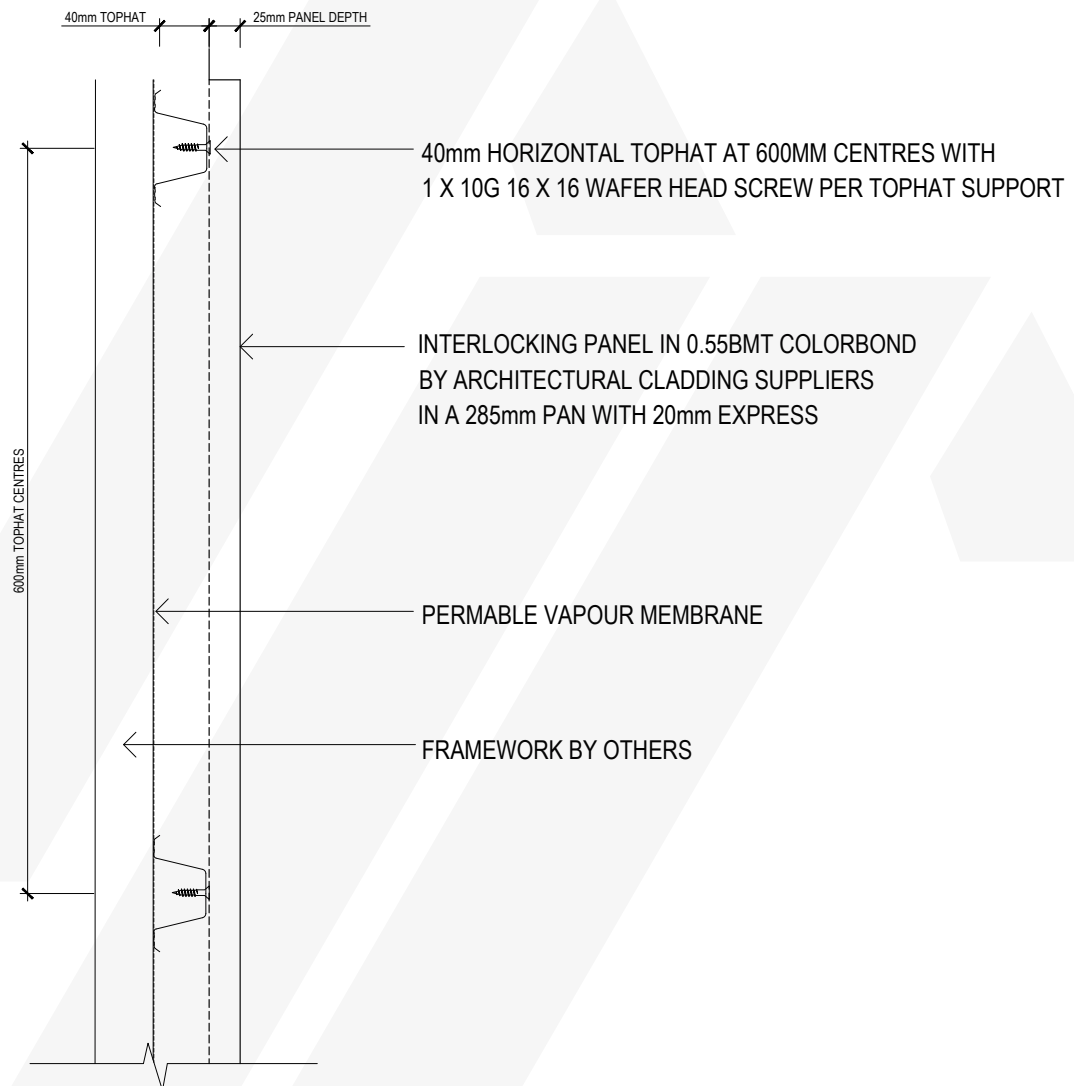 40mm TOPHAT
25mm PANEL DEPTH
40mm HORIZONTAL TOPHAT AT 600MM CENTRES WITH
1 X 10G 16 X 16 WAFER HEAD SCREW PER TOPHAT SUPPORT
INTERLOCKING PANEL IN 0.55BMT COLORBOND
BY ARCHITECTURAL CLADDING SUPPLIERS
IN A 285mm PAN WITH 20mm EXPRESS
600mm TOPHAT CENTRES
PERMABLE VAPOUR MEMBRANE
FRAMEWORK BY OTHERS